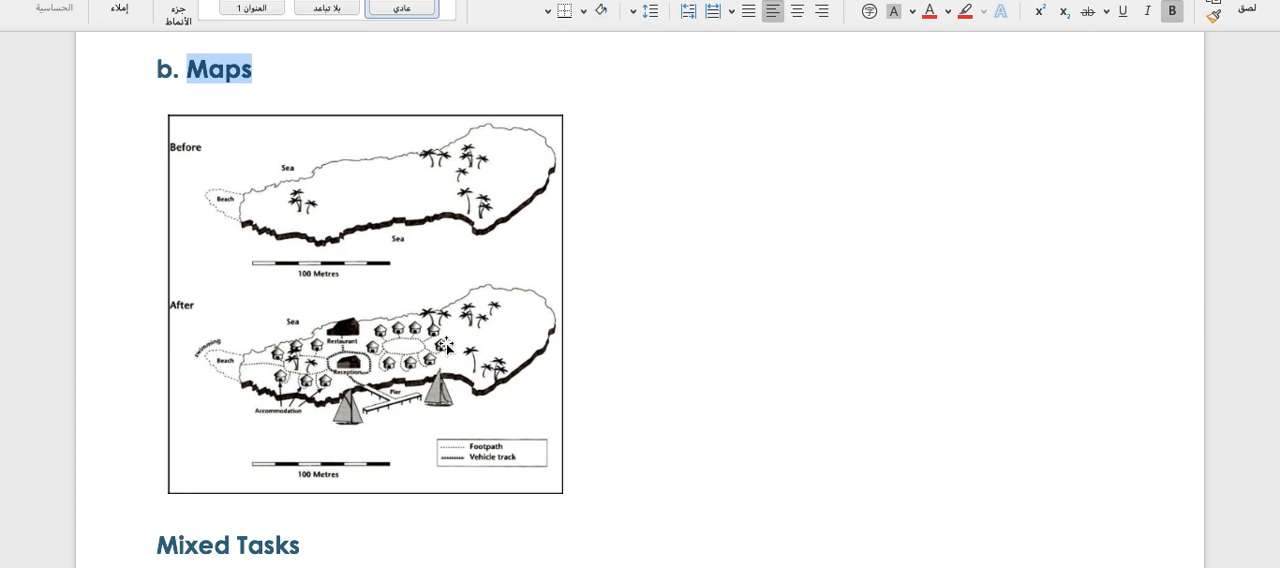 الحساسية
إملاء
جزء
الأنماط
العنوان 1
بلا تباعد
عادي
A A ab U I B
لصق
b. Maps
Before
Sea
Beach
Sea
100 Metres
After
Sea
swimming
Restaurant
Beach
Reception
Pier
Accommodation
Footpath
Vehicle track
100 Metres
Mixed Tasks